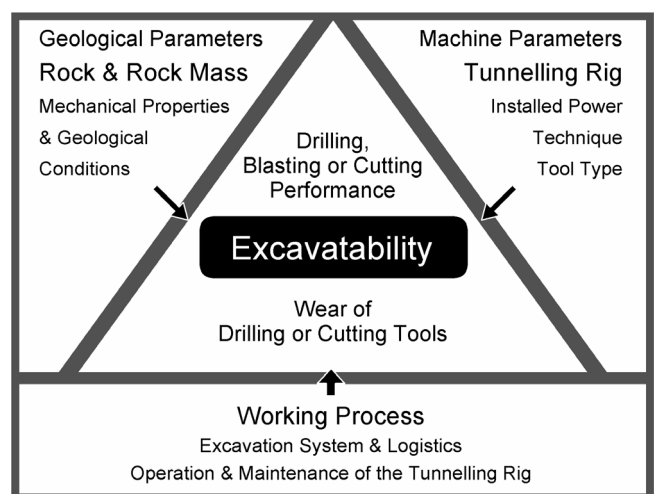 Geological Parameters
Rock & Rock Mass
Mechanical Properties
& Geological
Conditions
Machine Parameters
Tunnelling Rig
Installed Power
Technique
Tool Type
Drilling,
Blasting or Cutting
Performance
Excavatability
Wear of
Drilling or Cutting Tools
Working Process
Excavation System & Logistics
Operation & Maintenance of the Tunnelling Rig